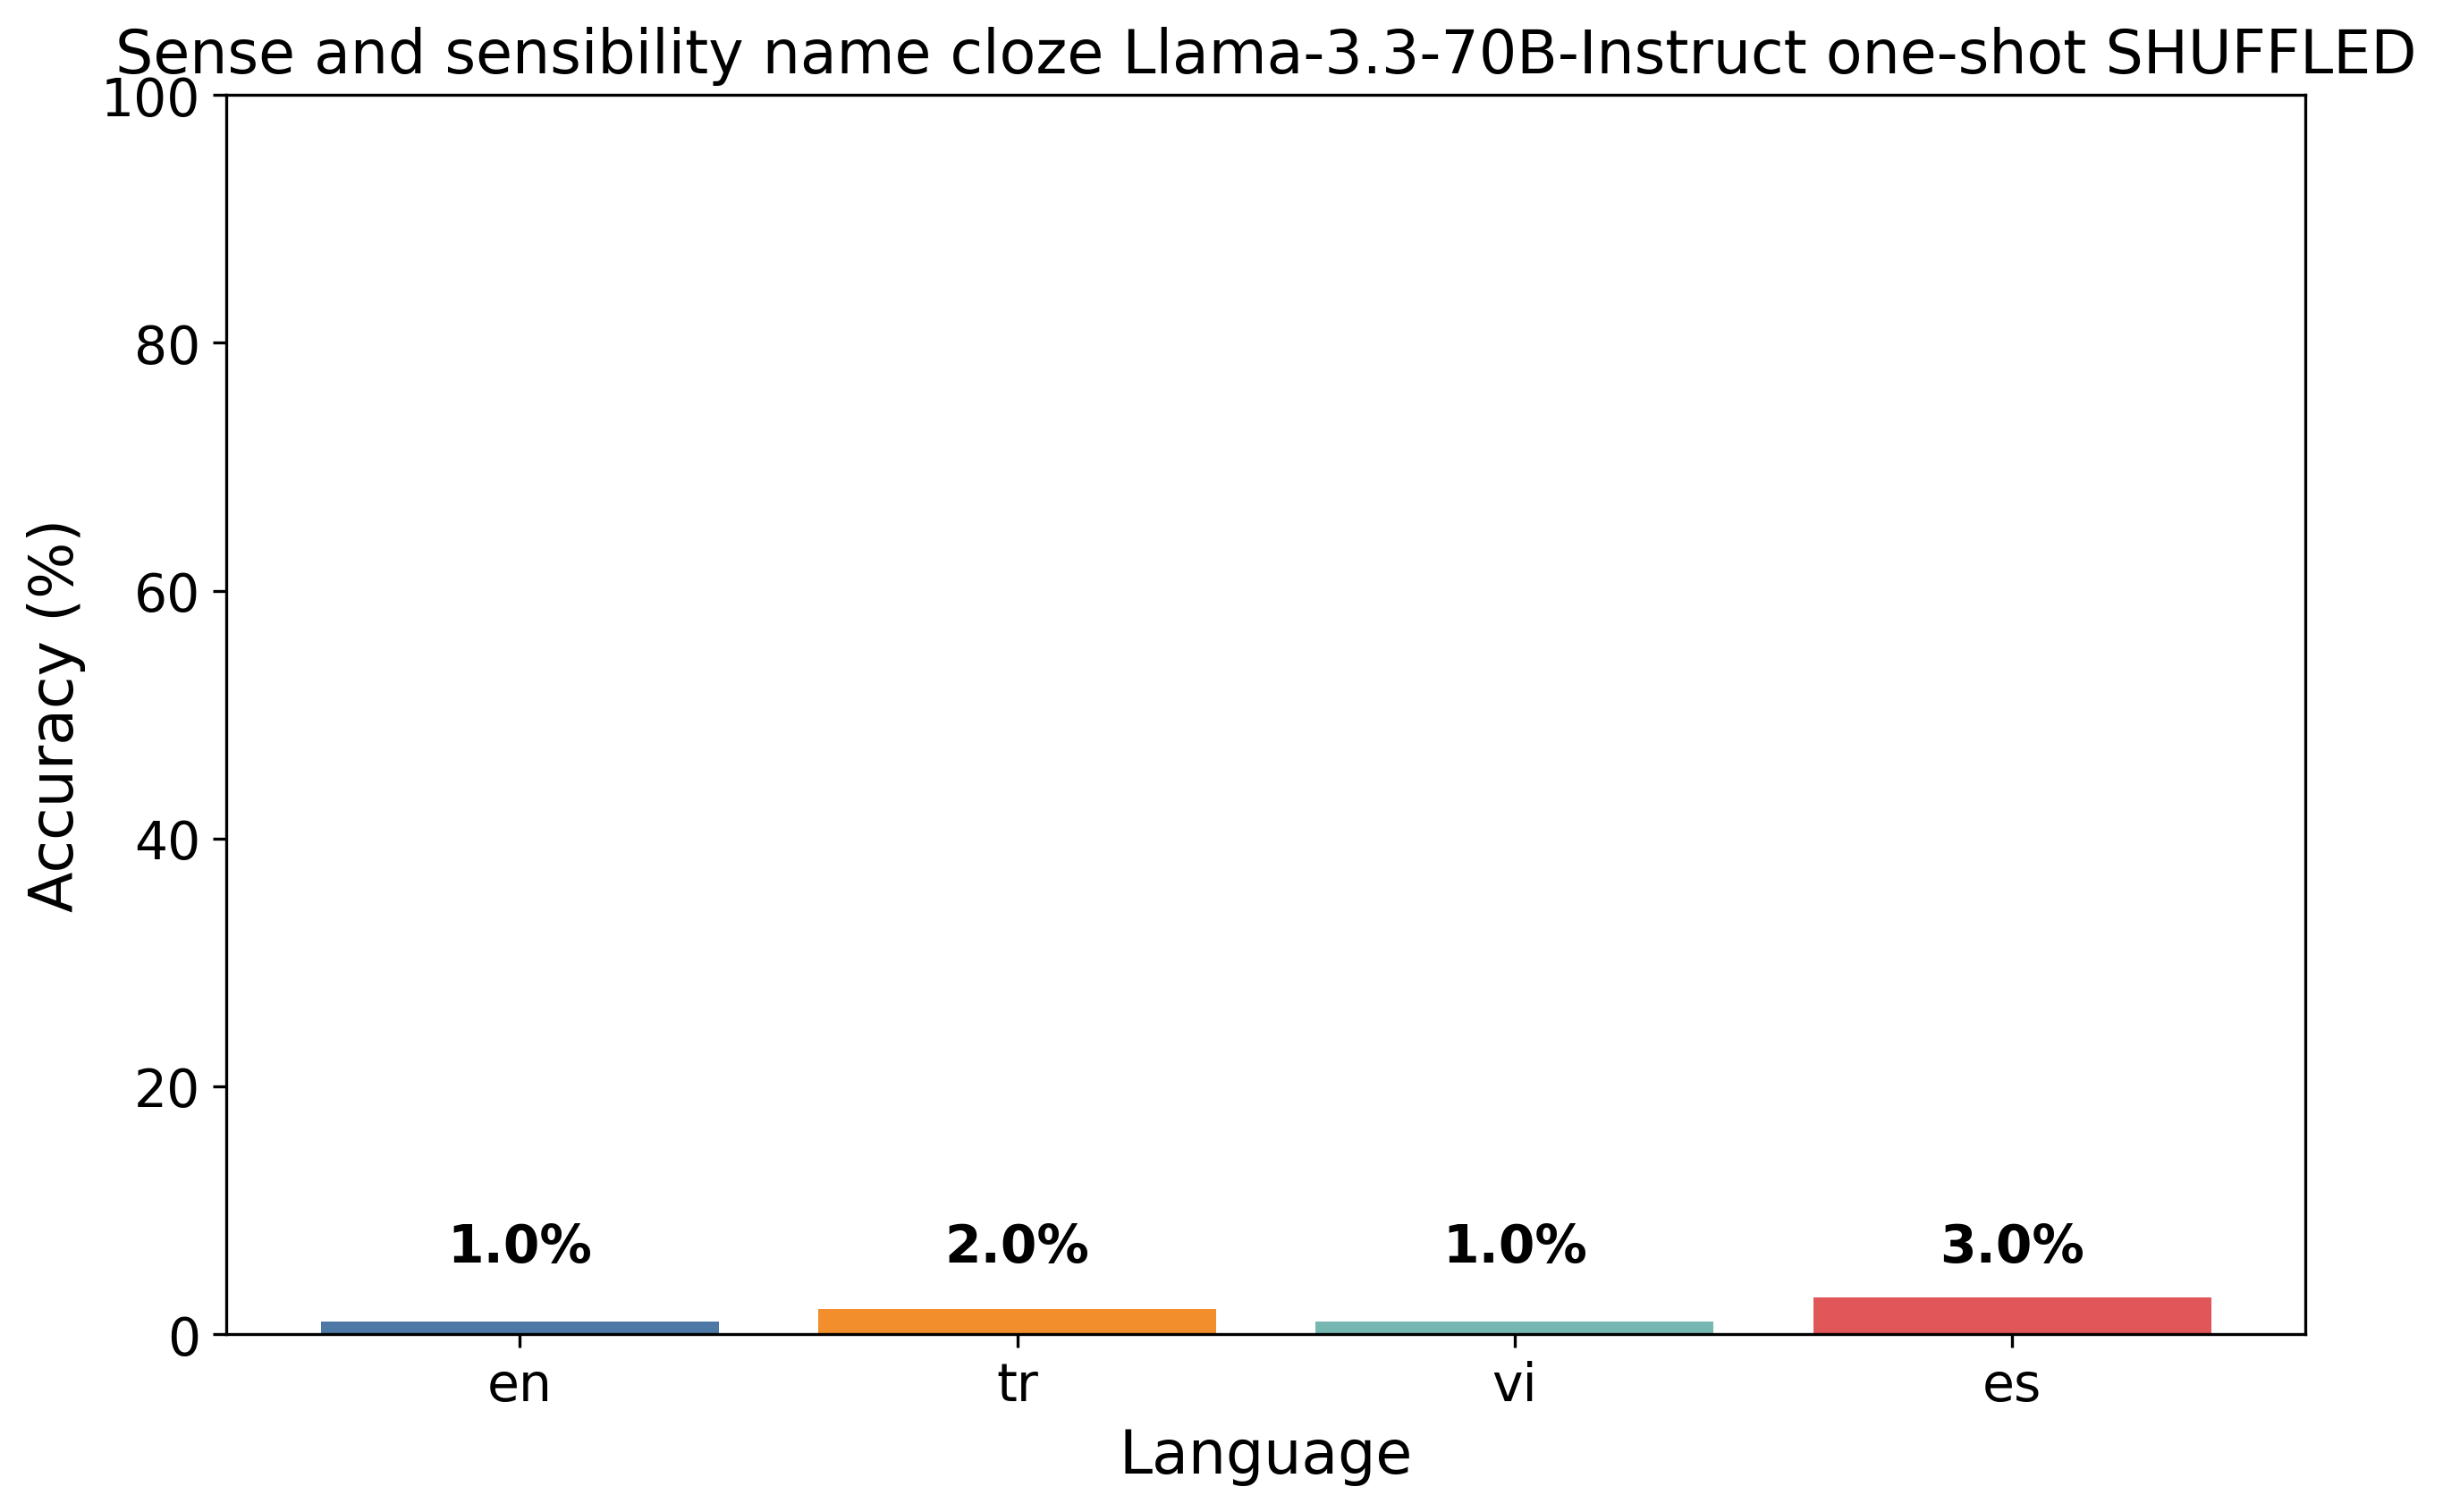 Sense and sensibility name cloze Llama-3.3-70B-Instruct one-shot SHUFFLED
100
80
60
40
20
0
Accuracy (%)
1.0%
2.0%
1.0%
3.0%
en
tr
vi
es
Language